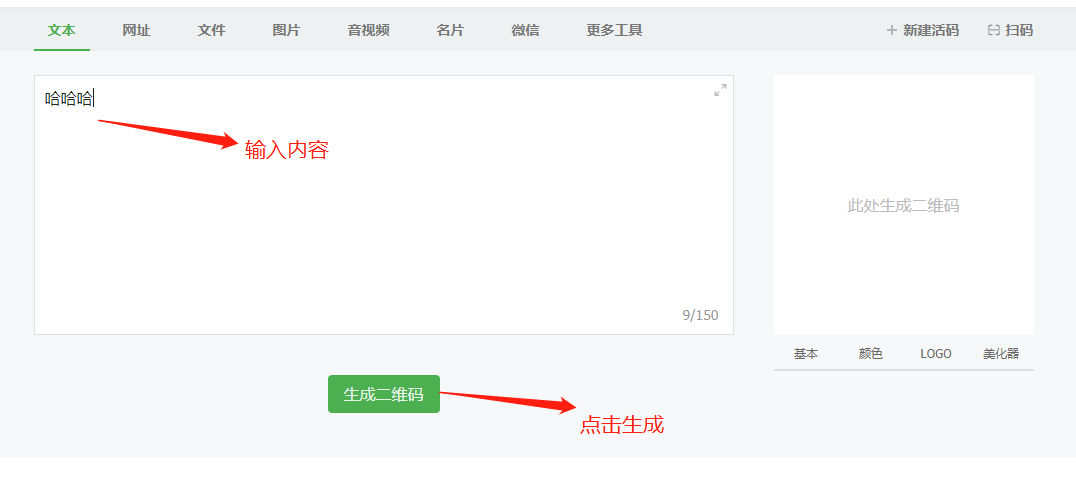 文本 网址 文件 图片 音视频 名片 微信 更多工具 新建活码 扫码
哈哈哈
输入内容
此处生成二维码
9/150
基本 颜色 LOGO 美化器
生成二维码
点击生成